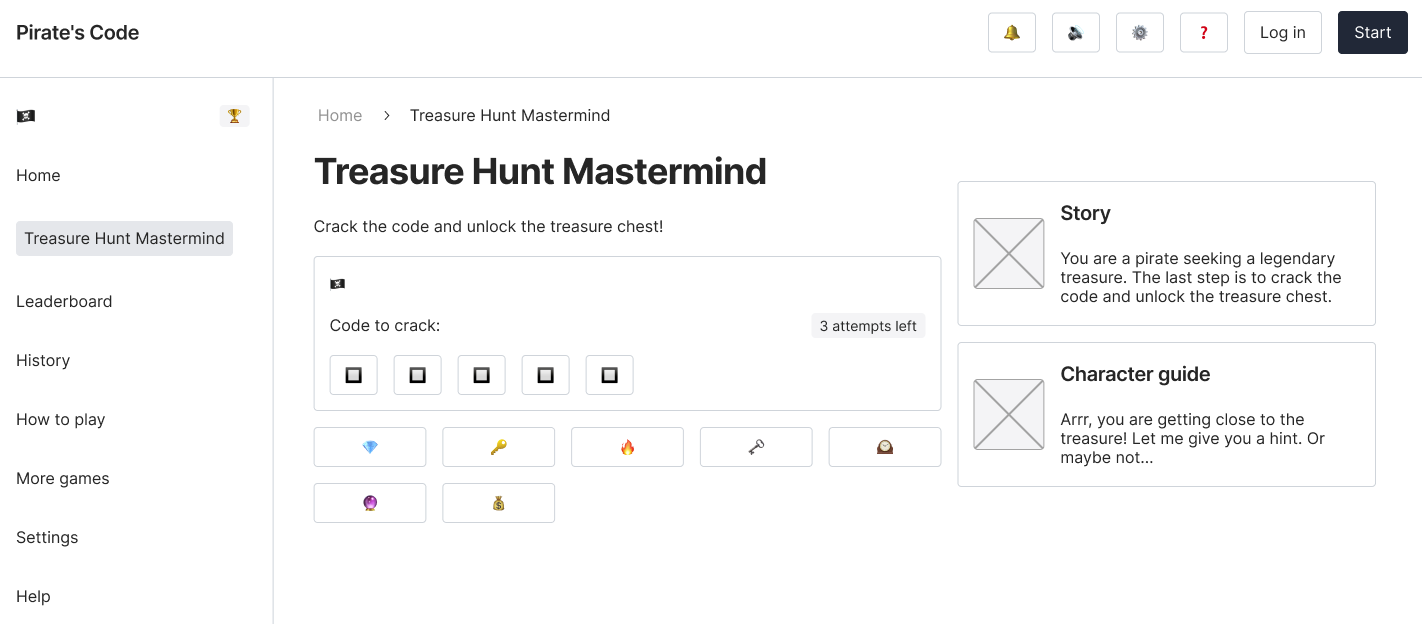 Pirate's Code
Log in
Start
Home
Treasure Hunt Mastermind
Leaderboard
History
How to play
More games
Settings
Help
Home > Treasure Hunt Mastermind
Treasure Hunt Mastermind
Crack the code and unlock the treasure chest!
Code to crack:
3 attempts left
Story
You are a pirate seeking a legendary
treasure. The last step is to crack the
code and unlock the treasure chest.
Character guide
Arrr, you are getting close to the
treasure! Let me give you a hint. Or
maybe not...